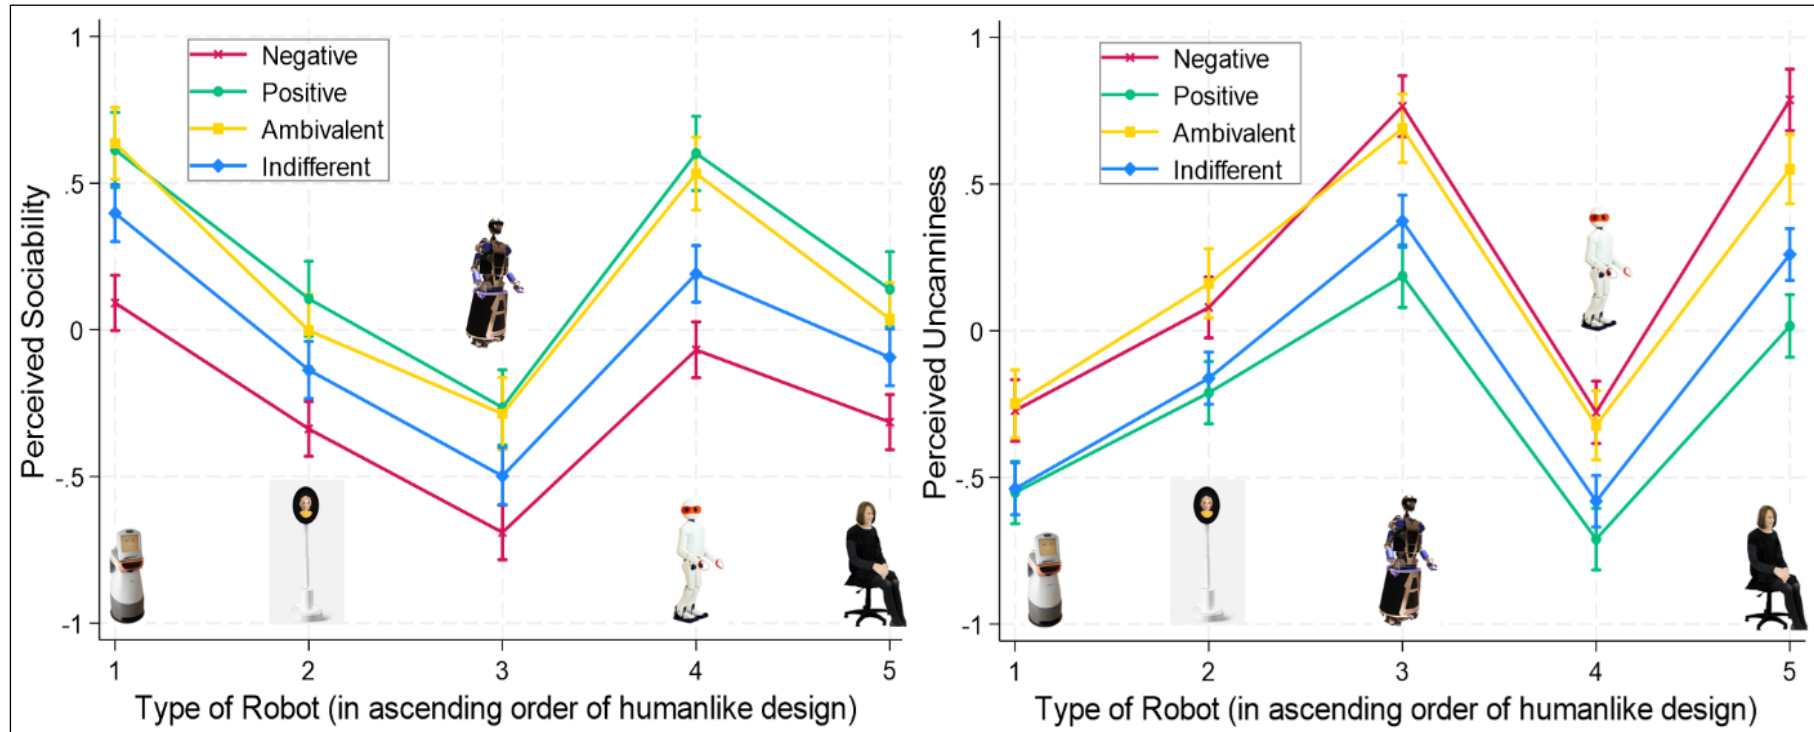 1
.5
0
-.5
-1
Perceived Sociability
Negative
Positive
Ambivalent
Indifferent
1
2
3
4
5
Type of Robot (in ascending order of humanlike design)
1
.5
0
-.5
-1
Perceived Uncanniness
Negative
Positive
Ambivalent
Indifferent
1
2
3
4
5
Type of Robot (in ascending order of humanlike design)